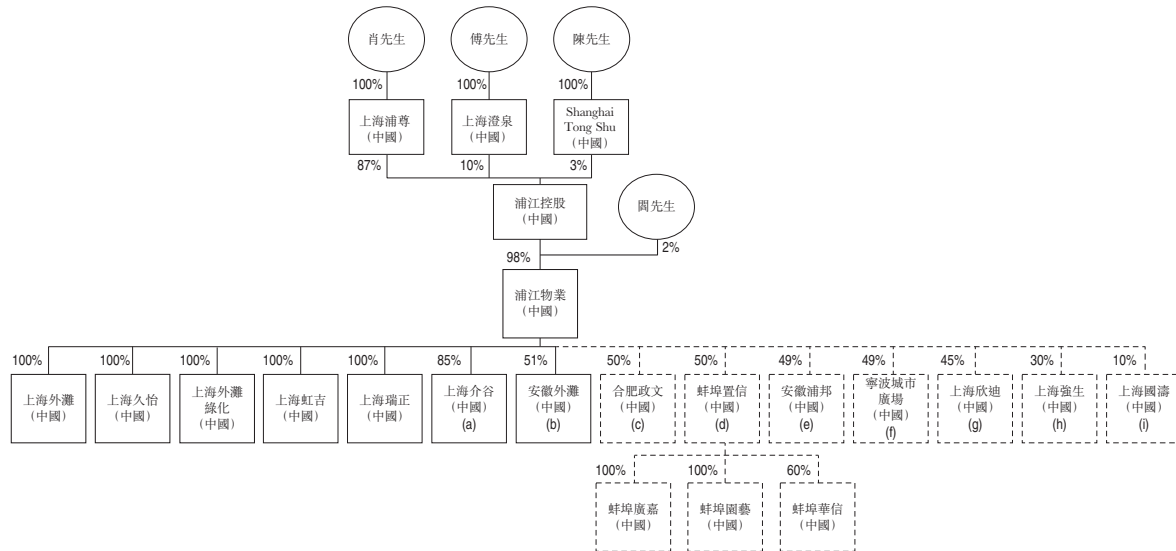 肖先生
傅先生
陳先生
100%
100%
100%
上海浦尊
(中國)
上海澄泉
(中國)
Shanghai
Tong Shu
(中國)
87%
10%
3%
浦江控股
(中國)
閆先生
98%
2%
浦江物業
(中國)
100%
100%
100%
100%
100%
85%
51%
50%
50%
49%
49%
45%
30%
10%
上海外灘
(中國)
上海久怡
(中國)
上海外灘
綠化
(中國)
上海虹吉
(中國)
上海瑞正
(中國)
上海介谷
(中國)
(a)
安徽外灘
(中國)
(b)
合肥政文
(中國)
(c)
蚌埠置信
(中國)
(d)
安徽浦邦
(中國)
(e)
寧波城市
廣場
(中國)
(f)
上海欣迪
(中國)
(g)
上海強生
(中國)
(h)
上海國濤
(中國)
(i)
100%
100%
60%
蚌埠廣嘉
(中國)
蚌埠園藝
(中國)
蚌埠華信
(中國)